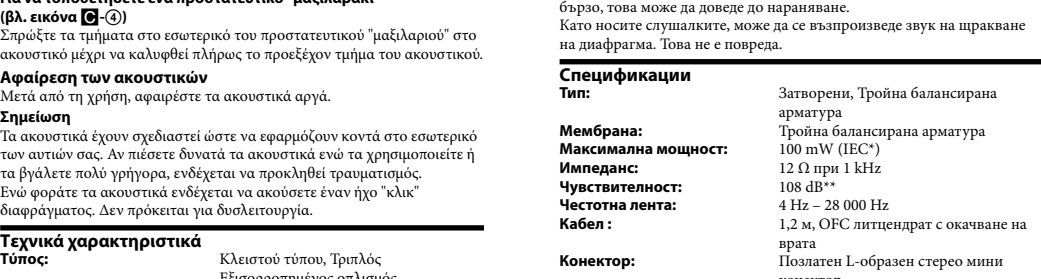 Για να τοποθετήσετε ένα προστατευτικό "μαξιλαράκι"
(βλ. εικόνα C-④)
Σπρώξτε τα τμήματα στο εσωτερικό του προστατευτικού "μαξιλαριού" στο
ακουστικό μέχρι να καλυφθεί πλήρως το προεξέχον τμήμα του ακουστικού.
Αφαίρεση των ακουστικών
Μετά από τη χρήση, αφαιρέστε τα ακουστικά αργά.
Σημείωση
Τα ακουστικά έχουν σχεδιαστεί ώστε να εφαρμόζουν κοντά στο εσωτερικό
των αυτιών σας. Αν πιέσετε δυνατά τα ακουστικά ενώ τα χρησιμοποιείτε ή
τα βγάλετε πολύ γρήγορα, ενδέχεται να προκληθεί τραυματισμός.
Ενώ φοράτε τα ακουστικά ενδέχεται να ακούσετε έναν ήχο "κλικ"
διαφράγματος. Δεν πρόκειται για δυσλειτουργία.
Τεχνικά χαρακτηριστικά
Τύπος: Κλειστού τύπου, Τριπλός
Εξισορροπημένος οπλισμός
бързо, това може да доведе до нараняване.
Като носите слушалките, може да се възпроизведе звук на щракване
на диафрагма. Това не е повреда.
Спецификации
Тип: Затворени, Тройна балансирана
арматура
Мембрана: Тройна балансирана арматура
Максимална мощност: 100 mW (IEC*)
Импеданс: 12 Ω при 1 kHz
Чувствителност: 108 dB**
Честотна лента: 4 Hz – 28 000 Hz
Кабел : 1,2 м, OFC литцендрат с окачване на
врата
Конектор: Позлатен L-образен стерео мини
конектор